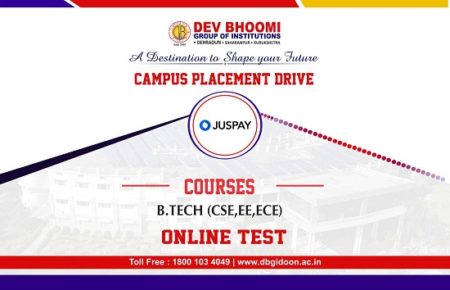 DEV BHOOMI
GROUP OF INSTITUTIONS
• DEHRADUN • SAHARANPUR • KURUKSHETRA
A Destination to Shape your Future
CAMPUS PLACEMENT DRIVE
JUSPAY
COURSES
B.TECH (CSE,EE,ECE)
ONLINE TEST
Toll Free : 1800 103 4049 | www.dbgidoon.ac.in